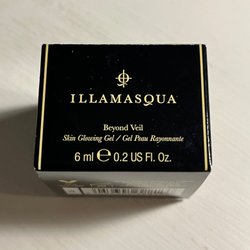 ILLAMASQUA
Beyond Veil
Skin Glowing Gel / Gel Peau Rayonnante
6 ml ℮ 0.2 US Fl. Oz.